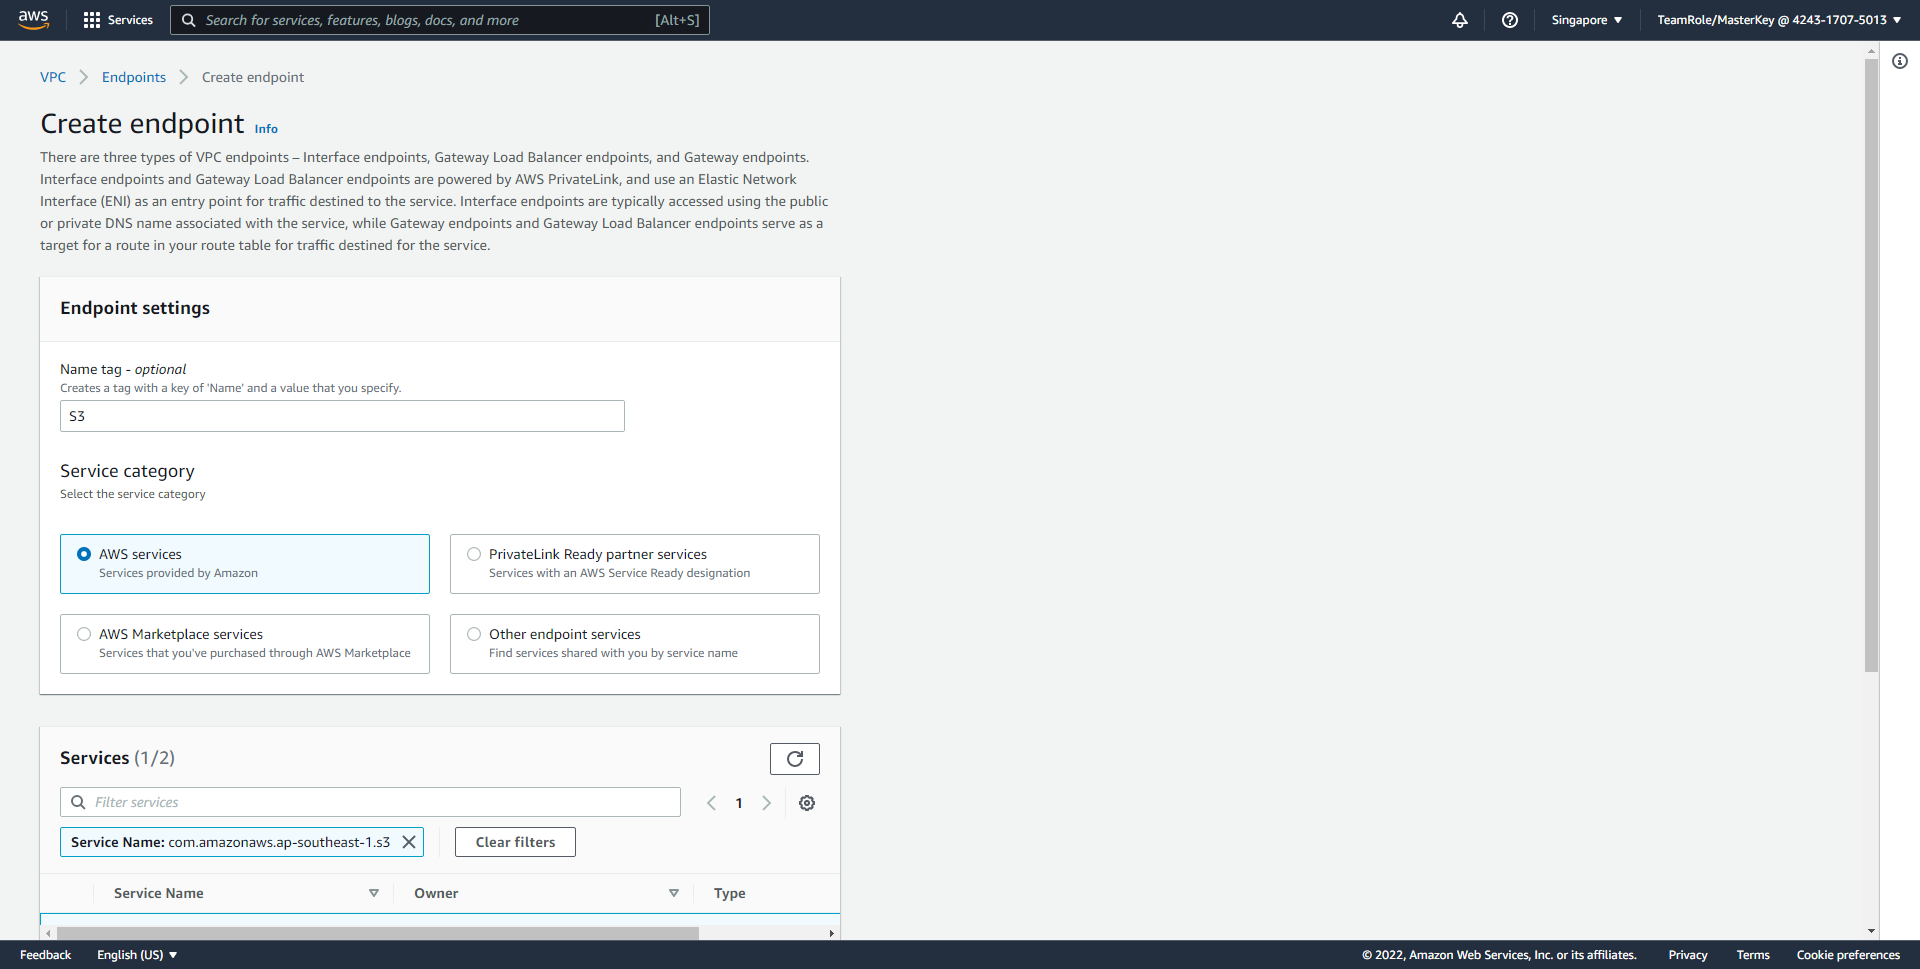 aws
Services
Search for services, features, blogs, docs, and more
[Alt+S]
Singapore
TeamRole/MasterKey @ 4243-1707-5013
VPC
Endpoints
Create endpoint
Create endpoint Info
There are three types of VPC endpoints – Interface endpoints, Gateway Load Balancer endpoints, and Gateway endpoints.
Interface endpoints and Gateway Load Balancer endpoints are powered by AWS PrivateLink, and use an Elastic Network
Interface (ENI) as an entry point for traffic destined to the service. Interface endpoints are typically accessed using the public
or private DNS name associated with the service, while Gateway endpoints and Gateway Load Balancer endpoints serve as a
target for a route in your route table for traffic destined for the service.
Endpoint settings
Name tag - optional
Creates a tag with a key of 'Name' and a value that you specify.
S3
Service category
Select the service category
AWS services
Services provided by Amazon
PrivateLink Ready partner services
Services with an AWS Service Ready designation
AWS Marketplace services
Services that you've purchased through AWS Marketplace
Other endpoint services
Find services shared with you by service name
Services (1/2)
Filter services
1
Service Name: com.amazonaws.ap-southeast-1.s3
Clear filters
Service Name
Owner
Type
Feedback
English (US)
© 2022, Amazon Web Services, Inc. or its affiliates.
Privacy
Terms
Cookie preferences